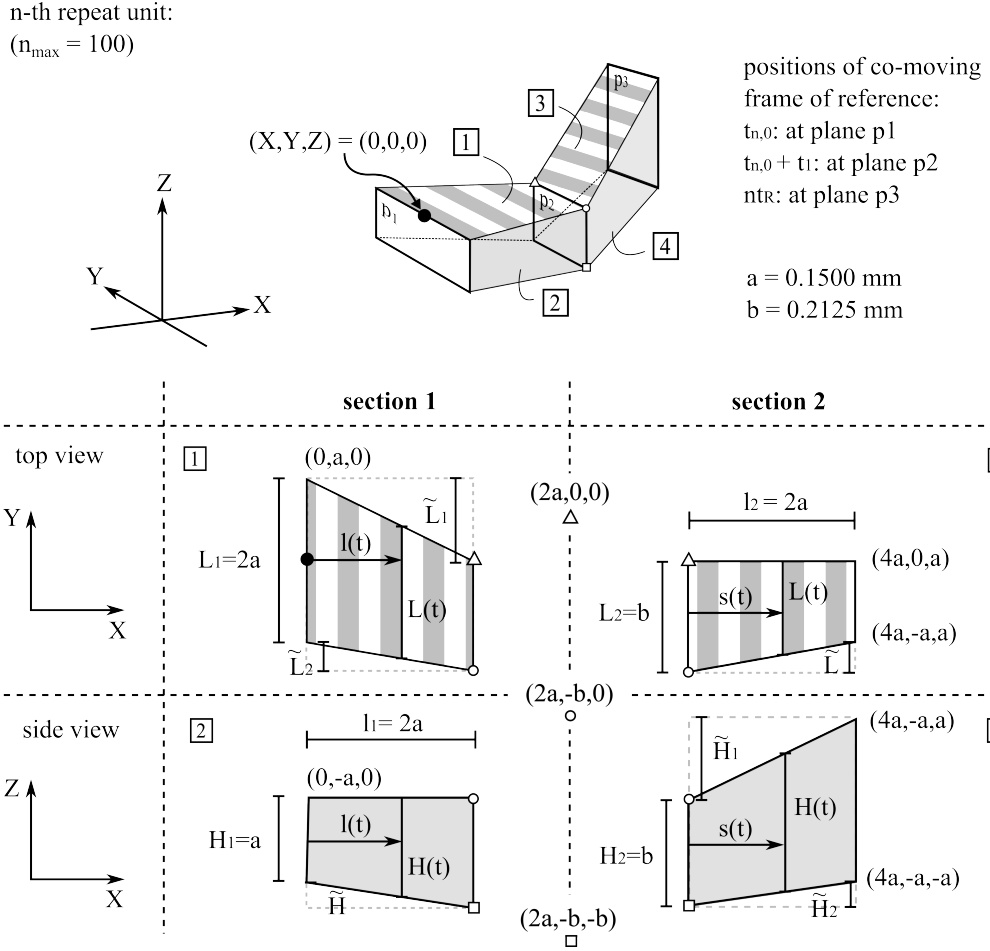 n-th repeat unit:
(nmax = 100)
positions of co-moving
frame of reference:
tn,0: at plane p1
tn,0 + t1: at plane p2
ntR: at plane p3
a = 0.1500 mm
b = 0.2125 mm
(X,Y,Z) = (0,0,0)
Z
Y
X
1
2
3
4
p1
p2
p3
section 1
section 2
top view
Y
X
1
(0,a,0)
L1=2a
l(t)
L(t)
L̃1
L̃2
(2a,0,0)
l2 = 2a
L2=b
s(t)
L(t)
L̃
(4a,0,a)
(4a,-a,a)
(2a,-b,0)
side view
Z
X
2
l1= 2a
(0,-a,0)
H1=a
l(t)
H(t)
H̃
(2a,-b,-b)
H̃1
H2=b
s(t)
H(t)
H̃2
(4a,-a,a)
(4a,-a,-a)